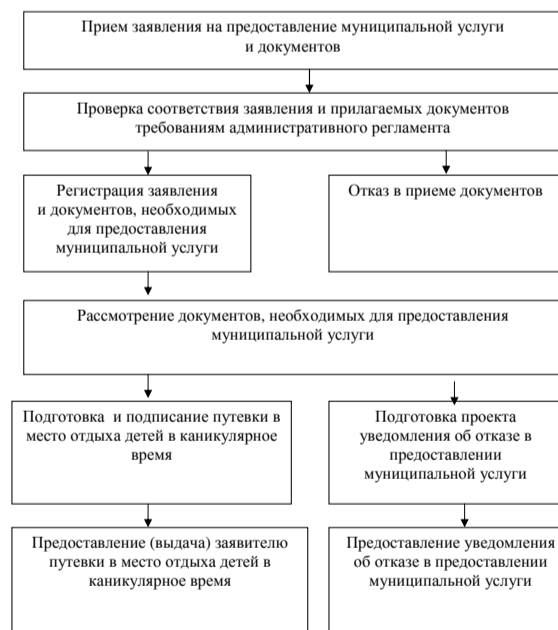 Прием заявления на предоставление муниципальной услуги
и документов
Проверка соответствия заявления и прилагаемых документов
требованиям административного регламента
Регистрация заявления
и документов, необходимых
для предоставления
муниципальной услуги
Отказ в приеме документов
Рассмотрение документов, необходимых для предоставления
муниципальной услуги
Подготовка и подписание путевки в
место отдыха детей в каникулярное
время
Подготовка проекта
уведомления об отказе в
предоставлении
муниципальной услуги
Предоставление (выдача) заявителю
путевки в место отдыха детей в
каникулярное время
Предоставление уведомления
об отказе в предоставлении
муниципальной услуги